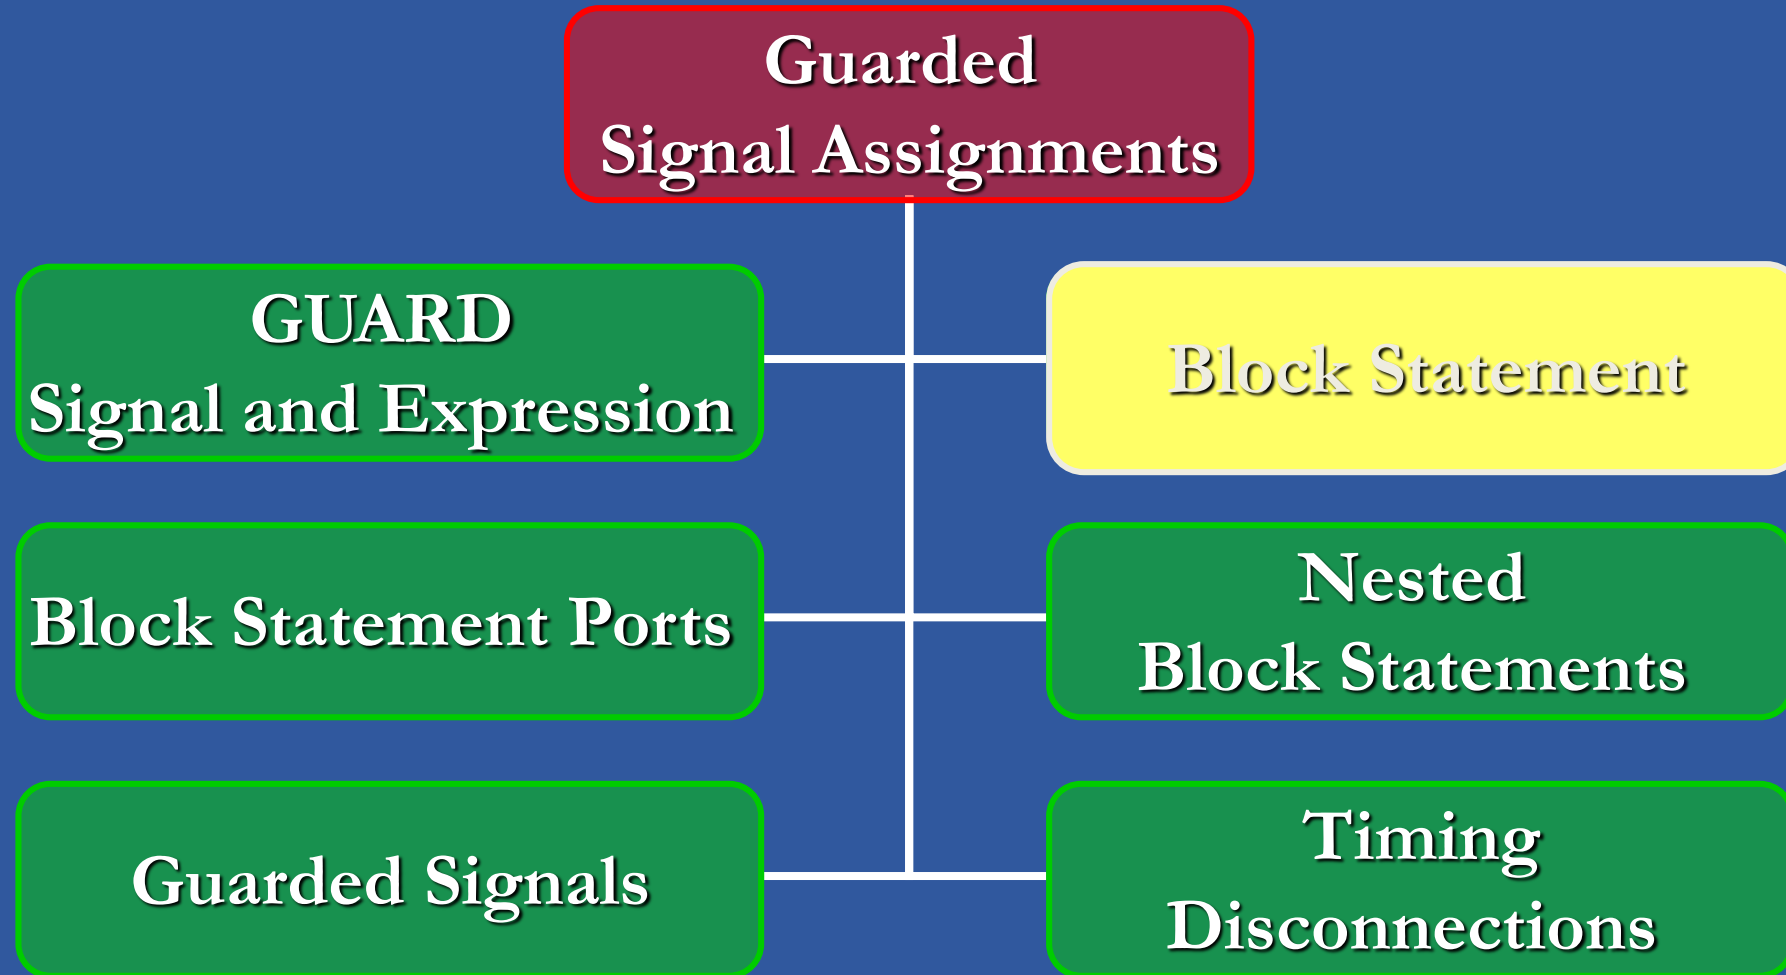 Guarded
Signal Assignments
GUARD
Signal and Expression
Block Statement
Block Statement Ports
Nested
Block Statements
Guarded Signals
Timing
Disconnections